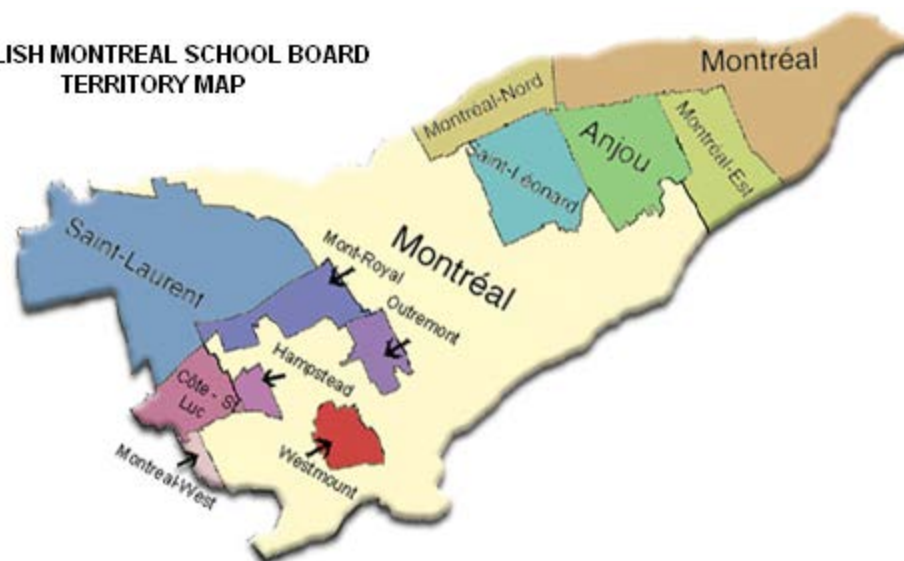 LISH MONTREAL SCHOOL BOARD
TERRITORY MAP
Montréal
Montréal-Nord
Anjou
Saint-Léonard
Montréal-Est
Saint-Laurent
Montréal
Mont-Royal
Outremont
Hampstead
Côte - St
Luc
Westmount
Montreal-West